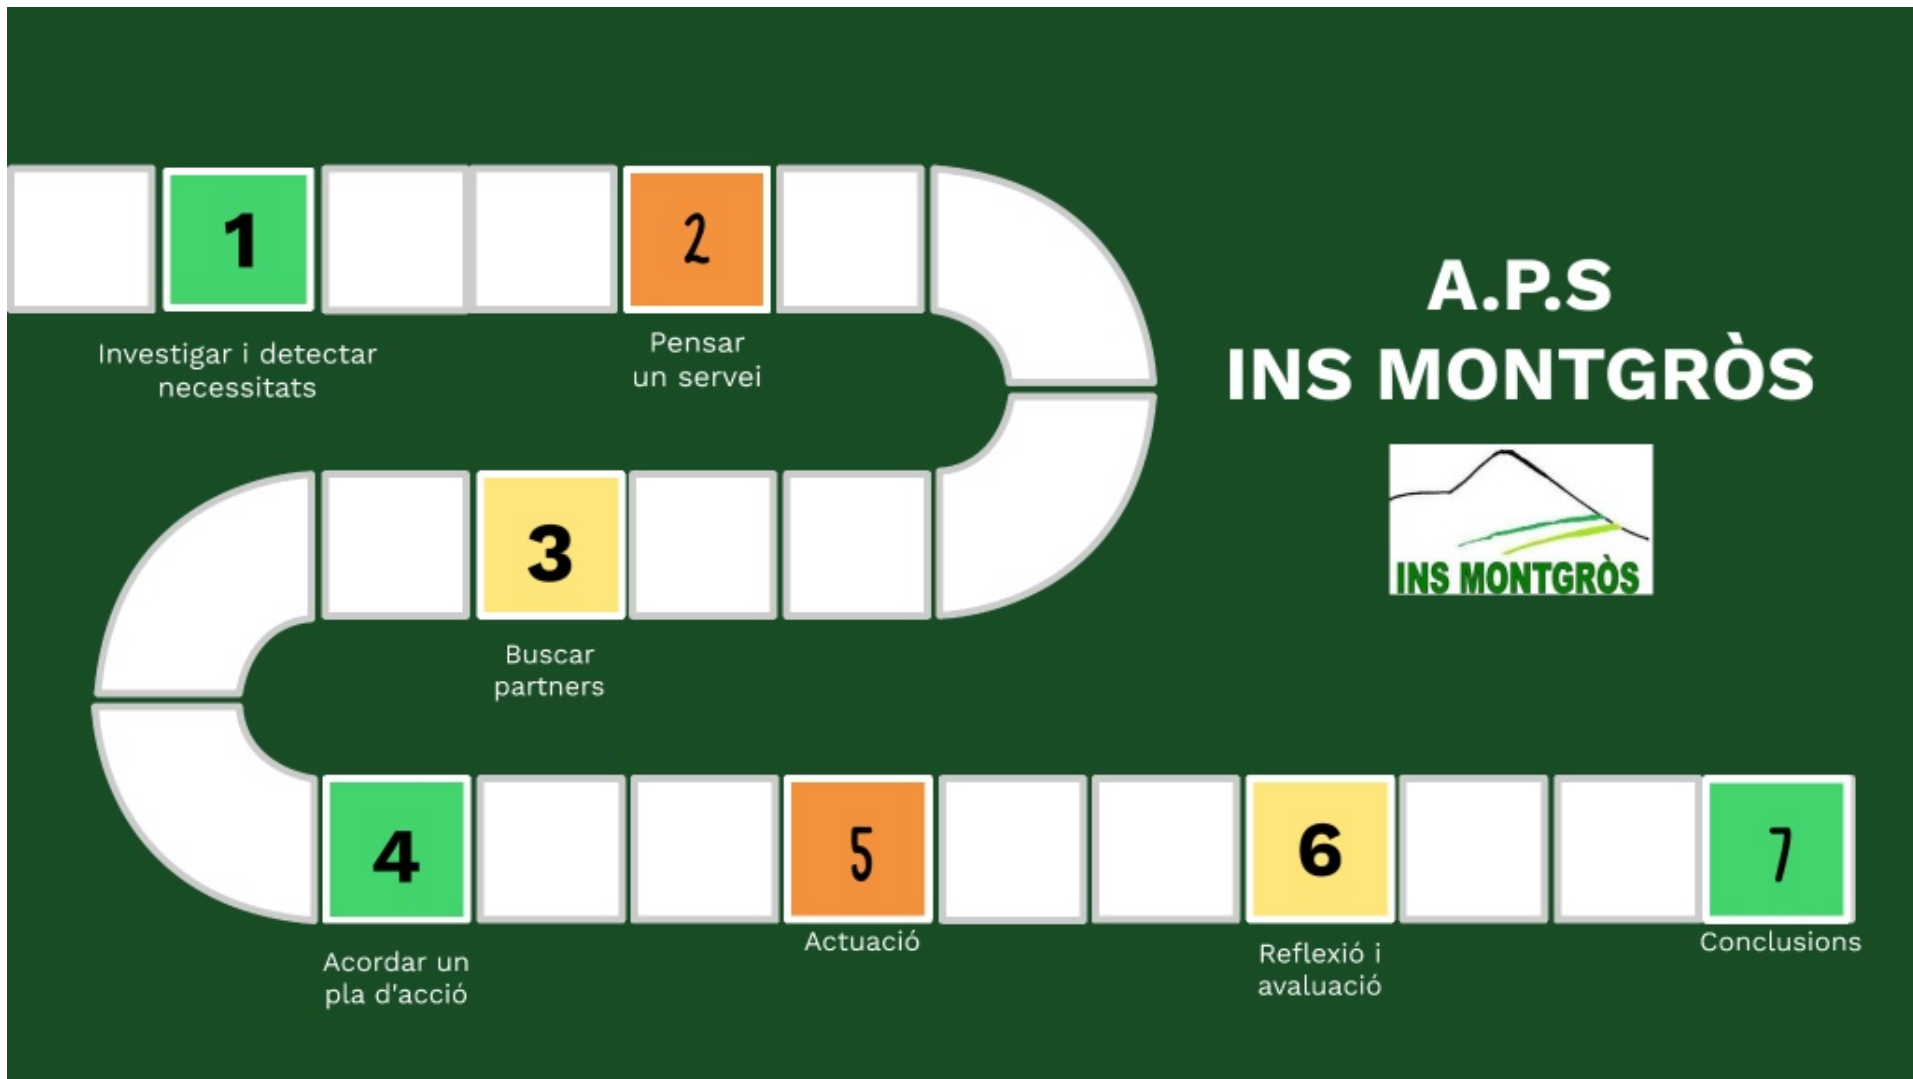 1
2
Investigar i detectar
necessitats
Pensar
un servei
A.P.S
INS MONTGRÒS
INS MONTGRÒS
3
Buscar
partners
4
5
6
7
Acordar un
pla d'acció
Actuació
Reflexió i
avaluació
Conclusions